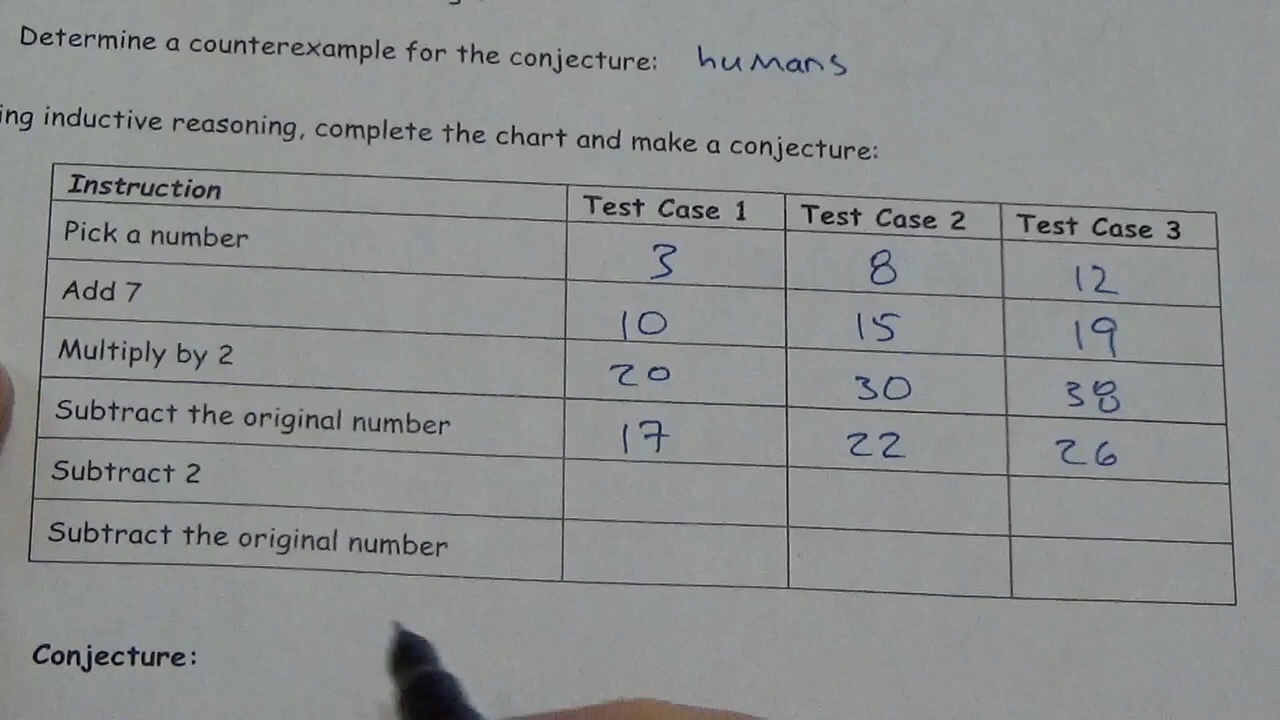 Determine a counterexample for the conjecture: humans
ing inductive reasoning, complete the chart and make a conjecture:
Instruction Test Case 1 Test Case 2 Test Case 3
Pick a number 3 8 12
Add 7 10 15 19
Multiply by 2 20 30 38
Subtract the original number 17 22 26
Subtract 2
Subtract the original number
Conjecture: